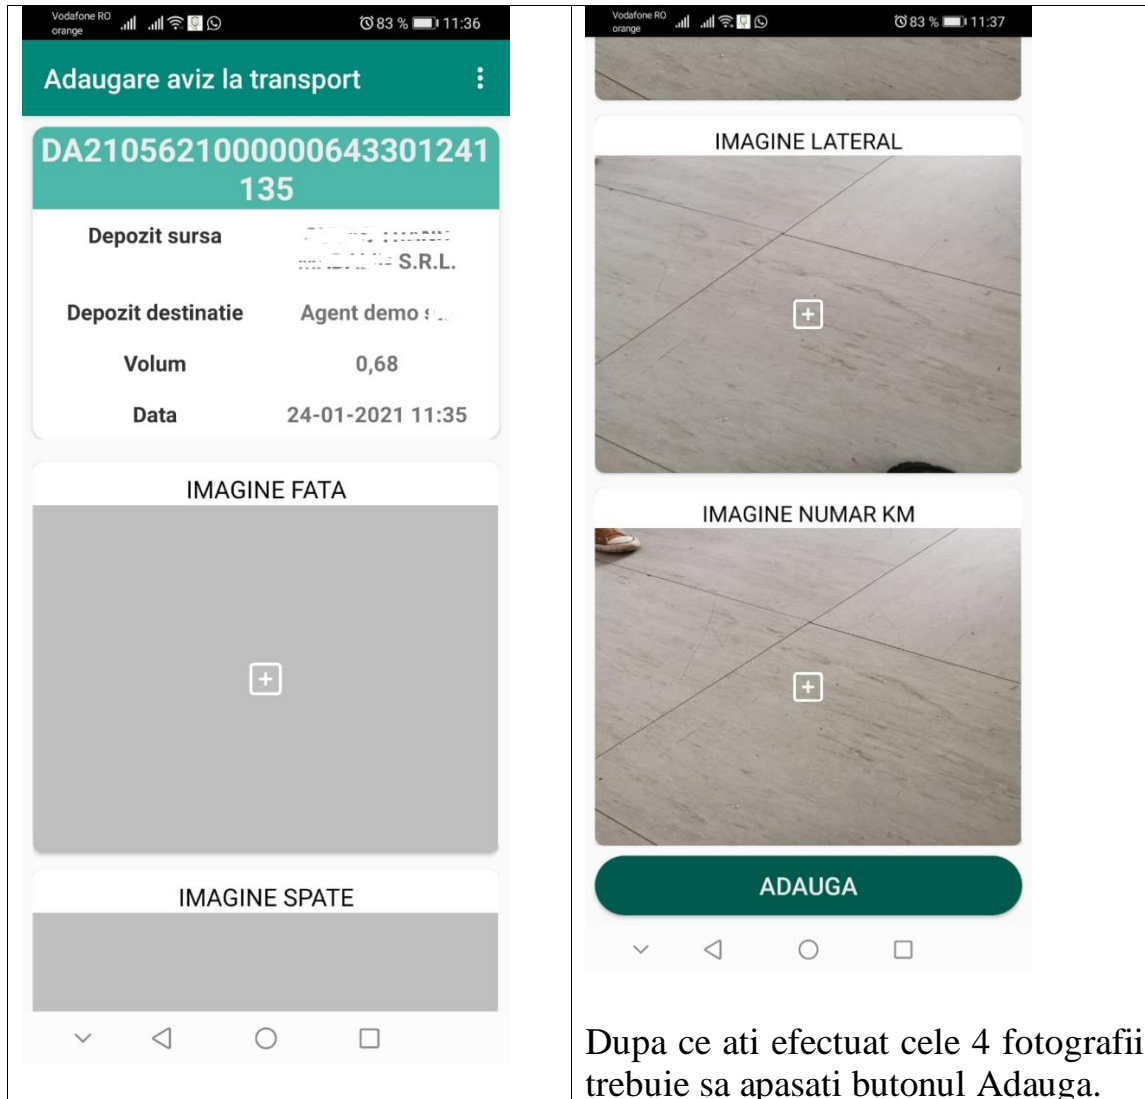 Vodafone RO
orange
83 % 11:36
Adaugare aviz la transport
DA2105621000000643301241
135
Depozit sursa
S.R.L.
Depozit destinatie Agent demo
Volum 0,68
Data 24-01-2021 11:35
IMAGINE FATA
IMAGINE SPATE
Vodafone RO
orange
83 % 11:37
IMAGINE LATERAL
IMAGINE NUMAR KM
ADAUGA
Dupa ce ati efectuat cele 4 fotografii
trebuie sa apasati butonul Adauga.